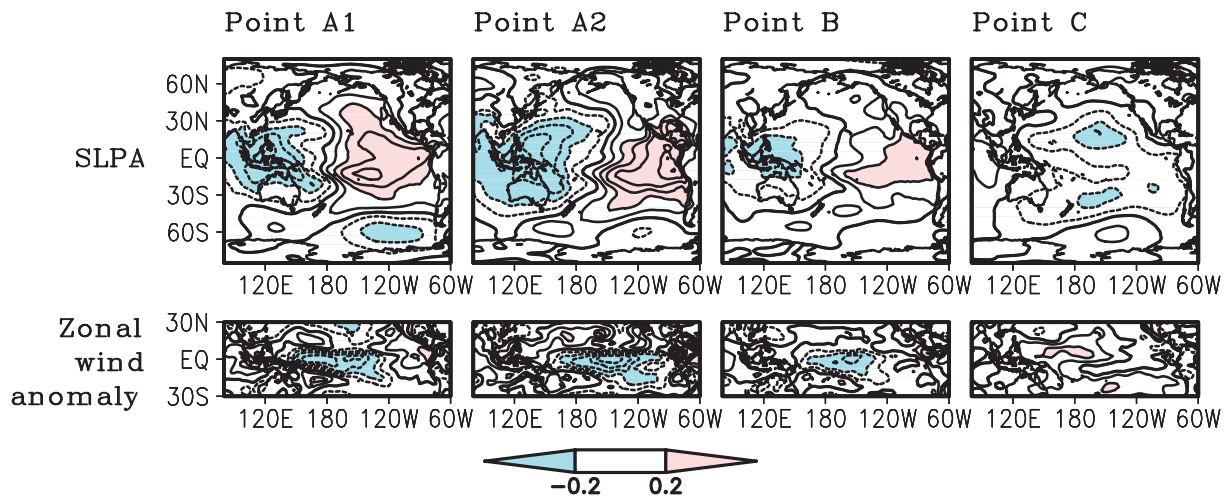 Point A1 Point A2 Point B Point C
60N
30N
SLPA EQ
30S
60S
120E 180 120W 60W 120E 180 120W 60W 120E 180 120W 60W 120E 180 120W 60W
Zonal 30N
wind EQ
anomaly 30S
120E 180 120W 60W 120E 180 120W 60W 120E 180 120W 60W 120E 180 120W 60W
−0.2 0.2